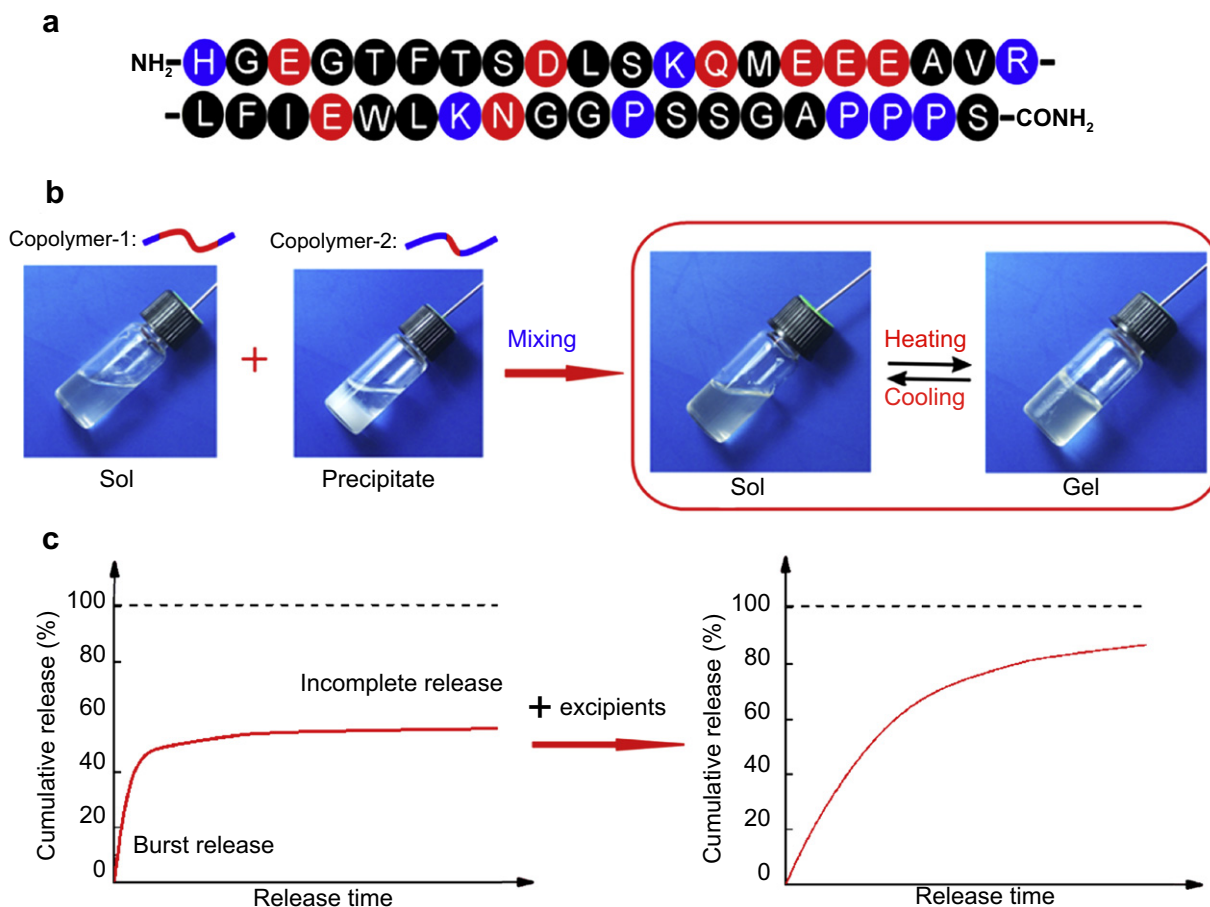 a
NH₂- H G E G T F T S D L S K Q M E E E A V R -
- L F I E W L K N G G P S S G A P P P S -CONH₂
b
Copolymer-1:
Copolymer-2:
+
Mixing
Heating
Cooling
Sol
Precipitate
Sol
Gel
c
Cumulative release (%)
100
80
60
40
20
0
Incomplete release
Burst release
Release time
+ excipients
Cumulative release (%)
100
80
60
40
20
0
Release time